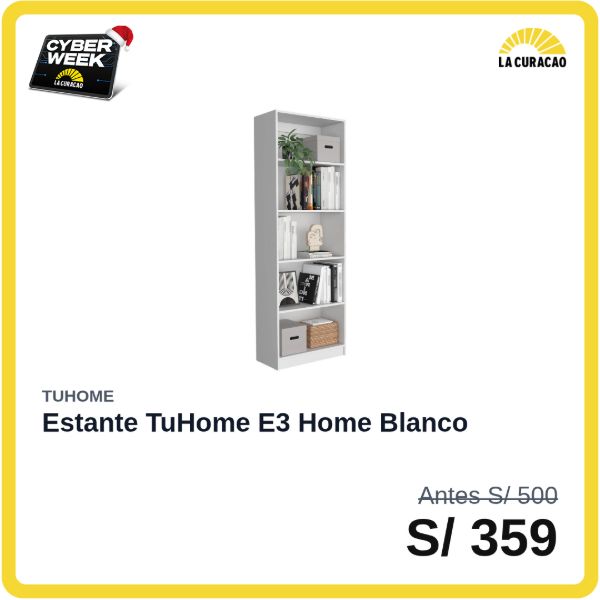 CYBER
WEEK
LA CURACAO
LA CURACAO
TUHOME
Estante TuHome E3 Home Blanco
Antes S/ 500
S/ 359